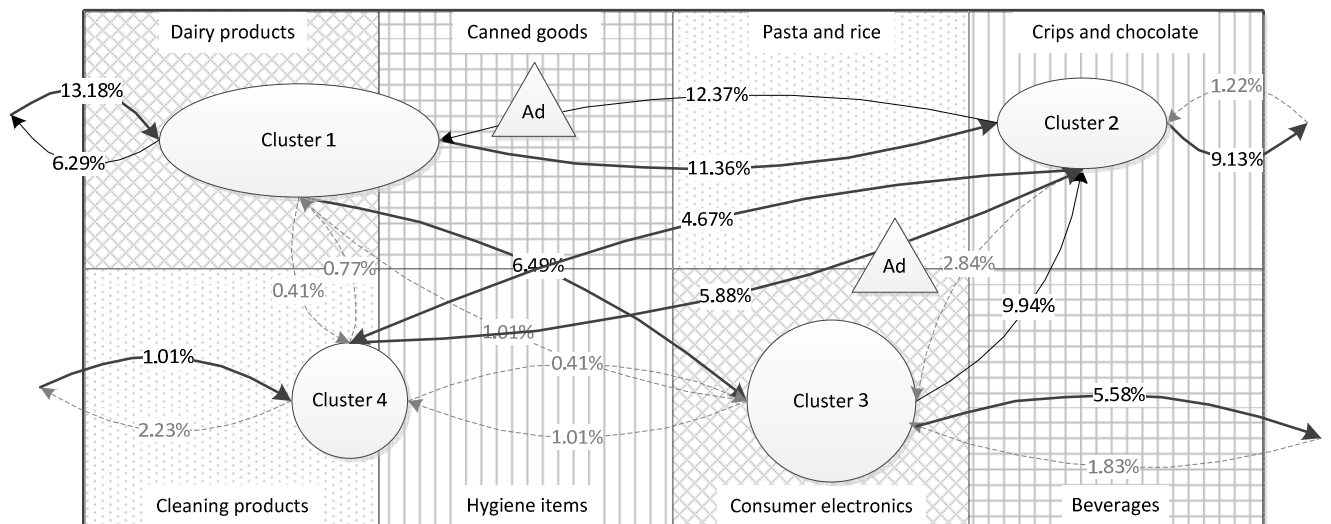 Dairy products
Canned goods
Pasta and rice
Crips and chocolate
13.18%
12.37%
1.22%
Ad
Cluster 1
Cluster 2
6.29%
11.36%
9.13%
4.67%
0.77%
6.49%
Ad
2.84%
0.41%
5.88%
9.94%
1.01%
1.01%
0.41%
5.58%
Cluster 4
Cluster 3
2.23%
1.01%
1.83%
Cleaning products
Hygiene items
Consumer electronics
Beverages